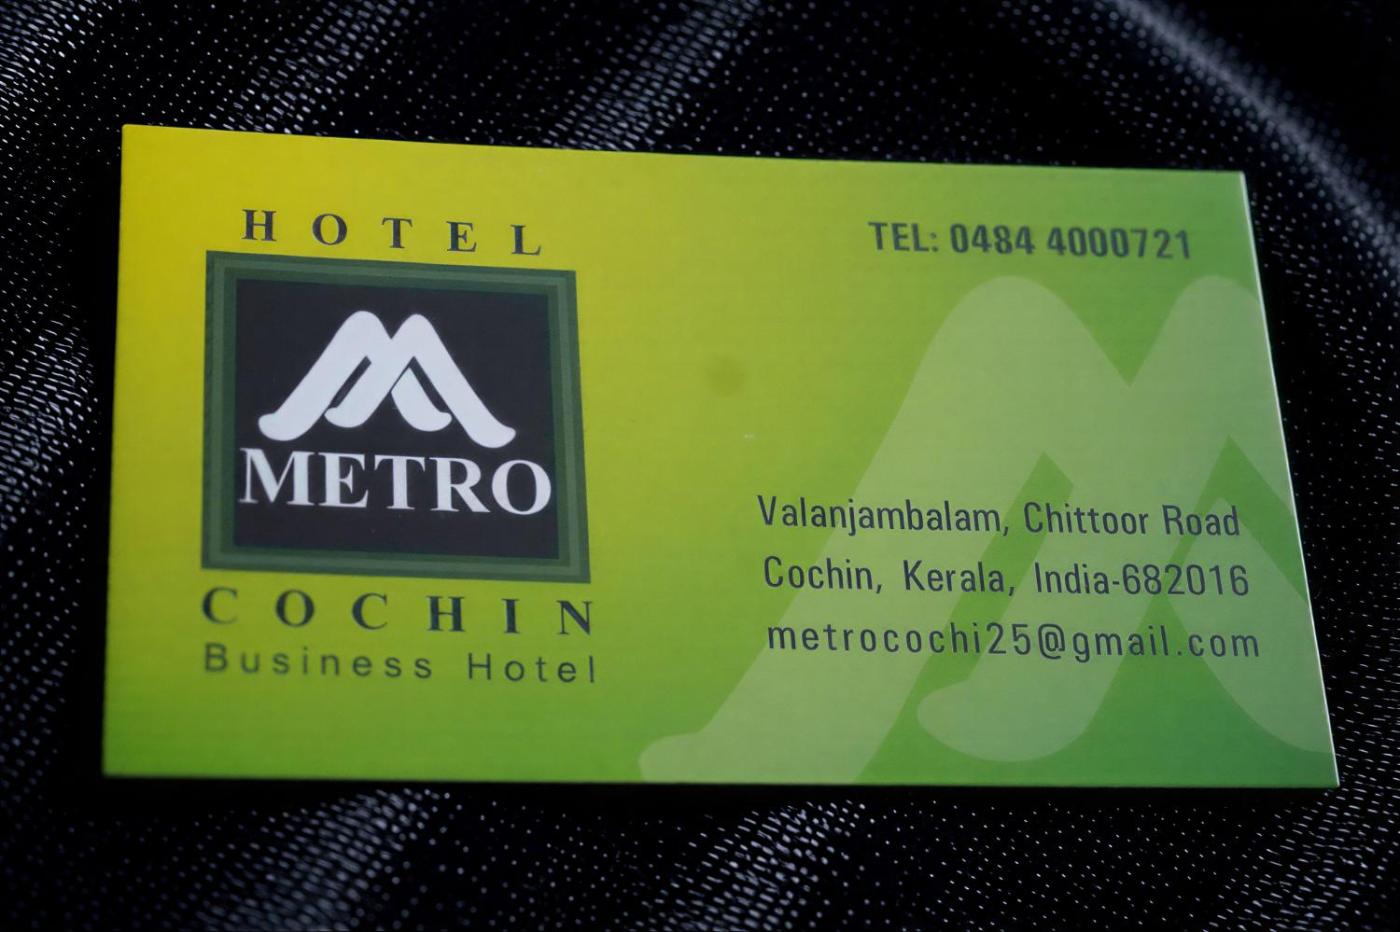 HOTEL
METRO
COCHIN
Business Hotel
TEL: 0484 4000721
Valanjambalam, Chittoor Road
Cochin, Kerala, India-682016
metrocochi25@gmail.com